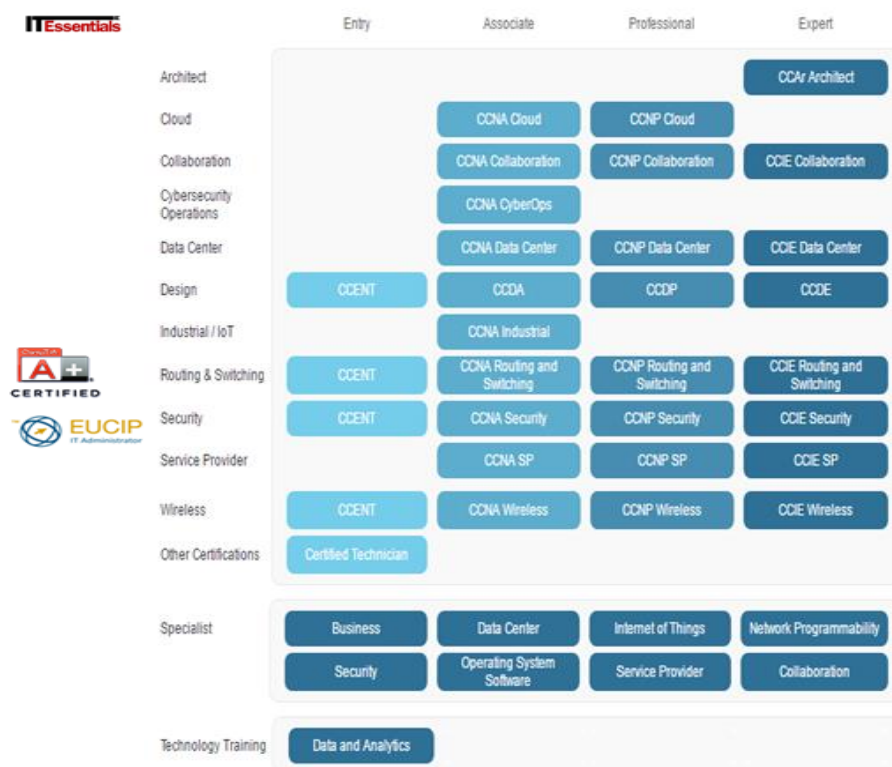 ITEssentials
Entry Associate Professional Expert
Architect CCAr Architect
Cloud CCNA Cloud CCNP Cloud
Collaboration CCNA Collaboration CCNP Collaboration CCIE Collaboration
Cybersecurity
Operations
CCNA CyberOps
Data Center CCNA Data Center CCNP Data Center CCIE Data Center
Design CCENT CCDA CCDP CCDE
Industrial / IoT CCNA Industrial
CompTIA
A+
CERTIFIED
Routing & Switching CCENT
CCNA Routing and
Switching
CCNP Routing and
Switching
CCIE Routing and
Switching
EUCIP
IT Administrator
Security CCENT CCNA Security CCNP Security CCIE Security
Service Provider CCNA SP CCNP SP CCIE SP
Wireless CCENT CCNA Wireless CCNP Wireless CCIE Wireless
Other Certifications Certified Technician
Specialist Business Data Center Internet of Things Network Programmability
Security
Operating System
Software
Service Provider Collaboration
Technology Training Data and Analytics